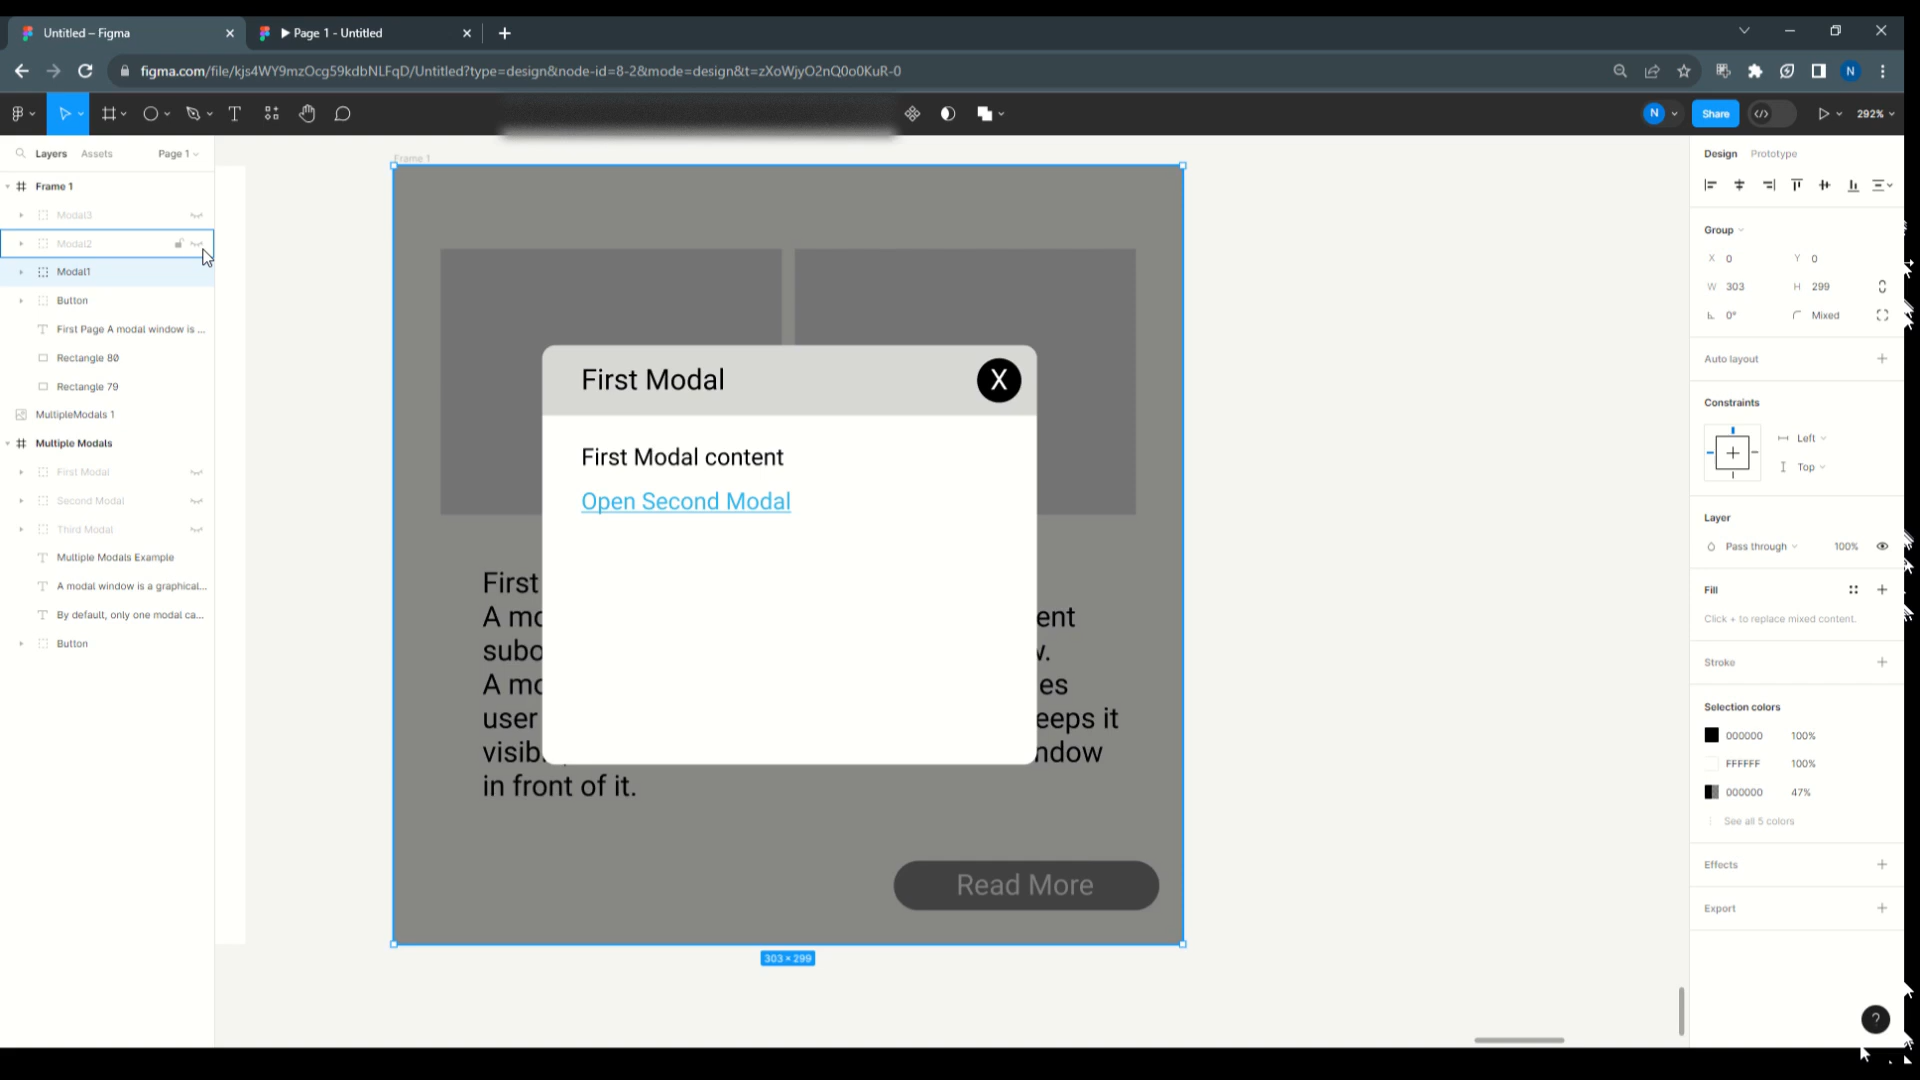 Untitled – Figma
Page 1 - Untitled
figma.com/file/kjs4WY9mzOcg59kdbNLFqD/Untitled?type=design&node-id=8-2&mode=design&t=zXoWjyO2nQ0o0KuR-0
N
N
Share
292%
Layers
Assets
Page 1
Frame 1
Modal3
Modal2
Modal1
Button
First Page A modal window is ...
Rectangle 80
Rectangle 79
MultipleModals 1
Multiple Modals
First Modal
Second Modal
Third Modal
Multiple Modals Example
A modal window is a graphical...
By default, only one modal ca...
Button
Frame 1
First Modal
X
First Modal content
Open Second Modal
First
A mo
ent
subo
A mo
es
user
eeps it
visib
ndow
in front of it.
Read More
303 × 299
Design
Prototype
Group
X 0
Y 0
W 303
H 299
0°
Mixed
Auto layout
Constraints
Left
Top
Layer
Pass through
100%
Fill
Click + to replace mixed content.
Stroke
Selection colors
000000 100%
FFFFFF 100%
000000 47%
See all 5 colors
Effects
Export
?